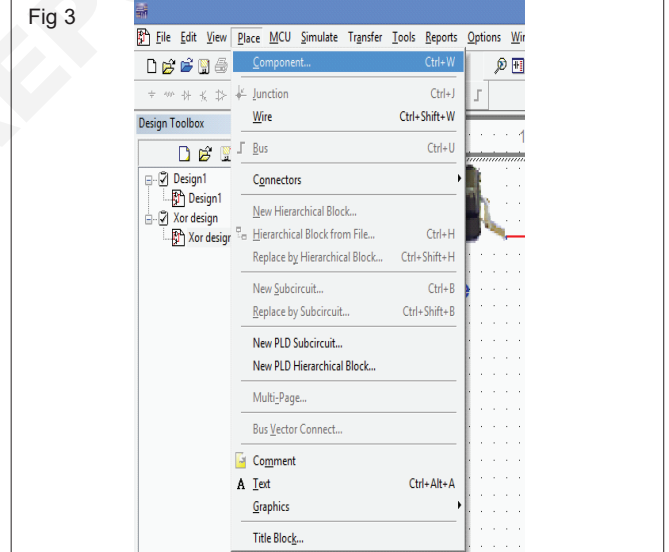 Fig 3
File Edit View Place MCU Simulate Transfer Tools Reports Options
Component... Ctrl+W
Junction Ctrl+J
Wire Ctrl+Shift+W
Design Toolbox
Bus Ctrl+U
Design1
Connectors
Design1
Xor design
New Hierarchical Block...
Xor design
Hierarchical Block from File... Ctrl+H
Replace by Hierarchical Block... Ctrl+Shift+H
New Subcircuit... Ctrl+B
Replace by Subcircuit... Ctrl+Shift+B
New PLD Subcircuit...
New PLD Hierarchical Block...
Multi-Page...
Bus Vector Connect...
Comment
A Text Ctrl+Alt+A
Graphics
Title Block...